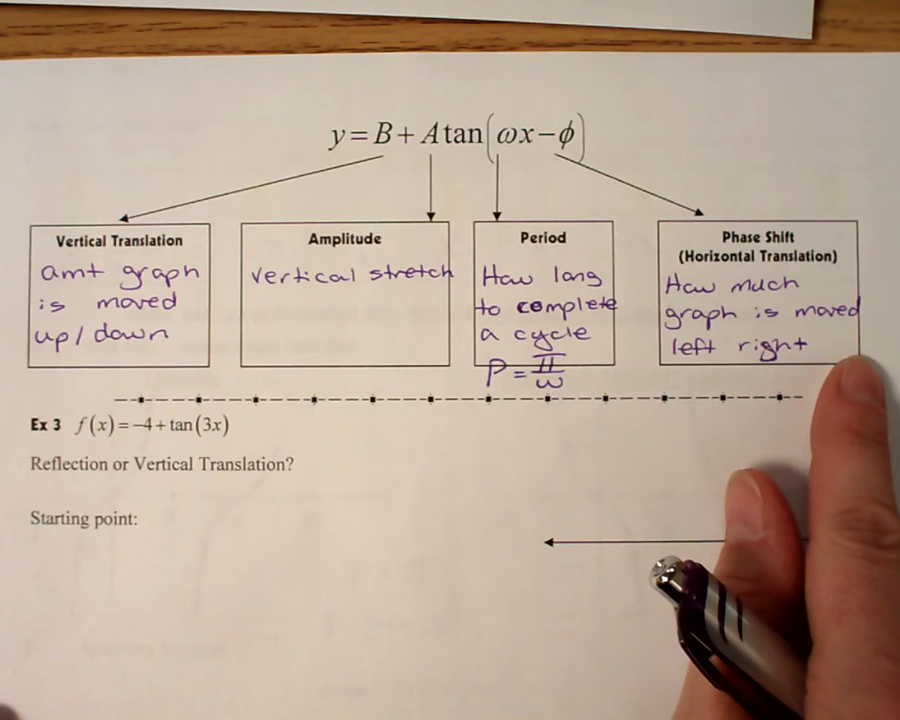 y = B + A tan(ωx − ϕ)
Vertical Translation
amt graph
is moved
up/down
Amplitude
vertical stretch
Period
How long
to complete
a cycle
P = π/ω
Phase Shift
(Horizontal Translation)
How much
graph is moved
left right
Ex 3 f(x) = −4 + tan(3x)
Reflection or Vertical Translation?
Starting point: